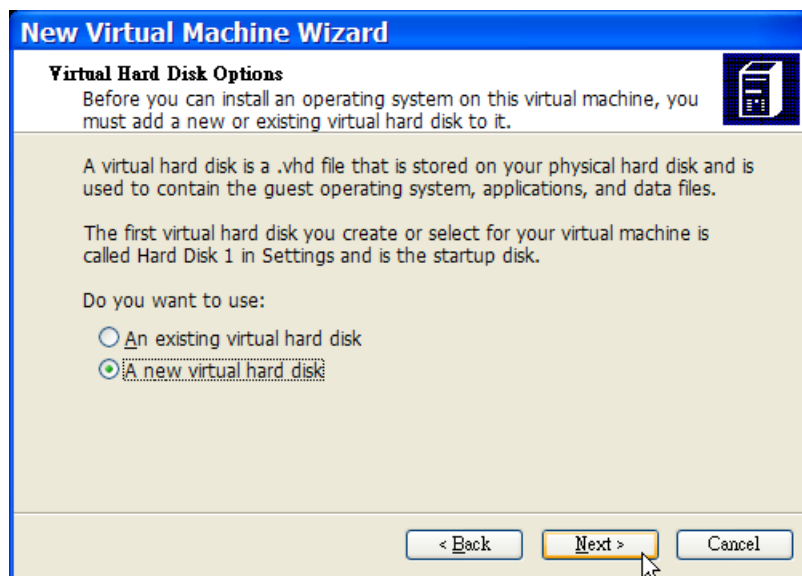 New Virtual Machine Wizard
Virtual Hard Disk Options
Before you can install an operating system on this virtual machine, you
must add a new or existing virtual hard disk to it.
A virtual hard disk is a .vhd file that is stored on your physical hard disk and is
used to contain the guest operating system, applications, and data files.
The first virtual hard disk you create or select for your virtual machine is
called Hard Disk 1 in Settings and is the startup disk.
Do you want to use:
An existing virtual hard disk
A new virtual hard disk
< Back Next > Cancel